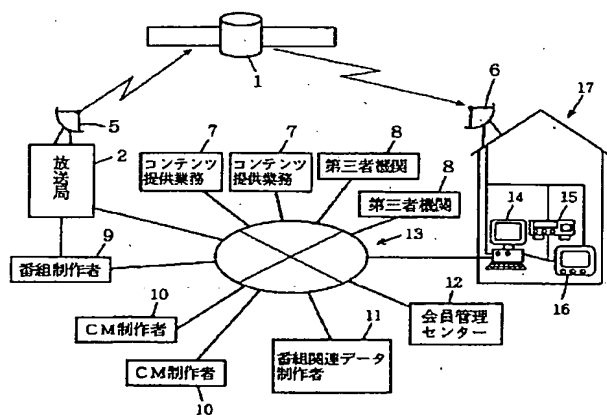 1
6
17
5
2
放送局
7
コンテンツ
提供業務
7
コンテンツ
提供業務
8
第三者機関
8
第三者機関
14
15
13
16
9
番組制作者
10
CM制作者
CM制作者
10
11
番組関連データ
制作者
12
会員管理
センター